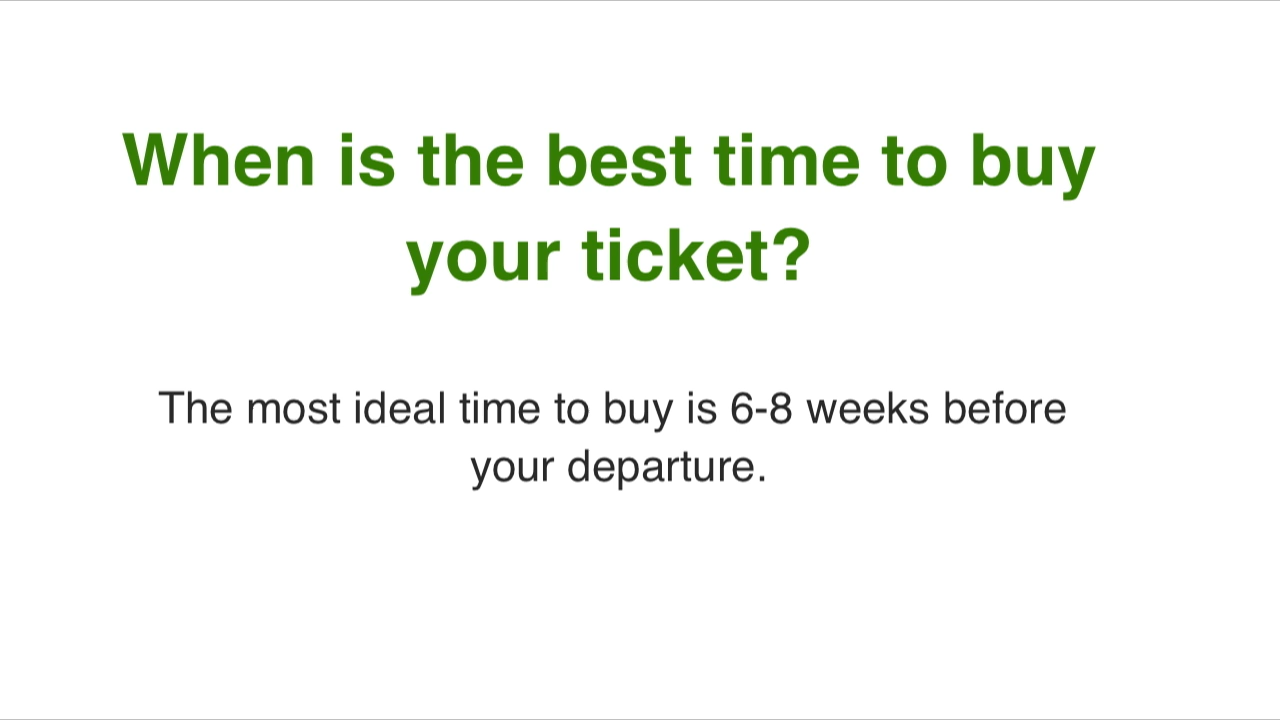 When is the best time to buy
your ticket?
The most ideal time to buy is 6-8 weeks before
your departure.